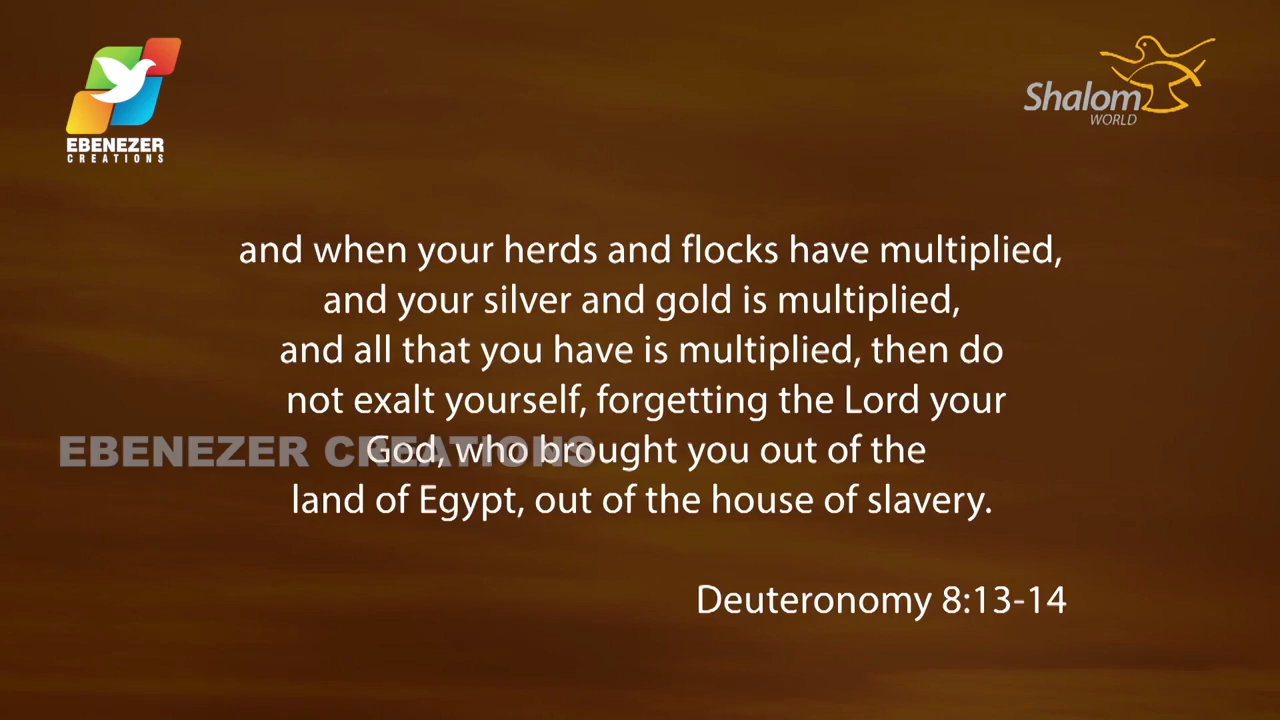 EBENEZER
CREATIONS
Shalom
WORLD
and when your herds and flocks have multiplied,
and your silver and gold is multiplied,
and all that you have is multiplied, then do
not exalt yourself, forgetting the Lord your
God, who brought you out of the
EBENEZER CREATIONS
land of Egypt, out of the house of slavery.
Deuteronomy 8:13-14